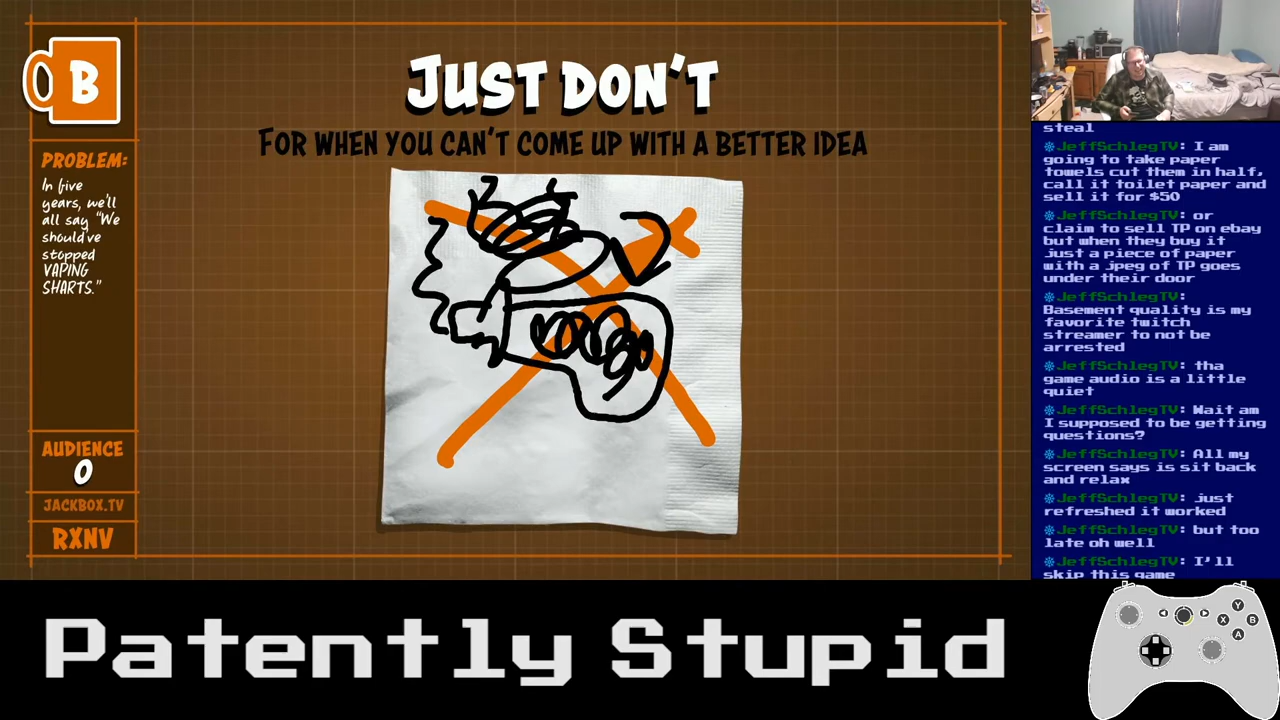 B
JUST DON'T
FOR WHEN YOU CAN'T COME UP WITH A BETTER IDEA
PROBLEM:
In five
years, we'll
all say "We
should've
stopped
VAPING
SHARTS."
AUDIENCE
0
JACKBOX.TV
RXNV
steal
JeffSchlegTV: I am
going to take paper
towels cut them in half,
call it toilet paper and
sell it for $50
JeffSchlegTV: or
claim to sell TP on ebay
but when they buy it
just a piece of paper
with a jpeg of TP goes
under their door
JeffSchlegTV:
Basement quality is my
favorite twitch
streamer to not be
arrested
JeffSchlegTV: tha
game audio is a little
quiet
JeffSchlegTV: Wait am
I supposed to be getting
questions?
JeffSchlegTV: All my
screen says is sit back
and relax
JeffSchlegTV: just
refreshed it worked
JeffSchlegTV: but too
late oh well
JeffSchlegTV: I'll
skip this game
Patently Stupid
Y
X
B
A